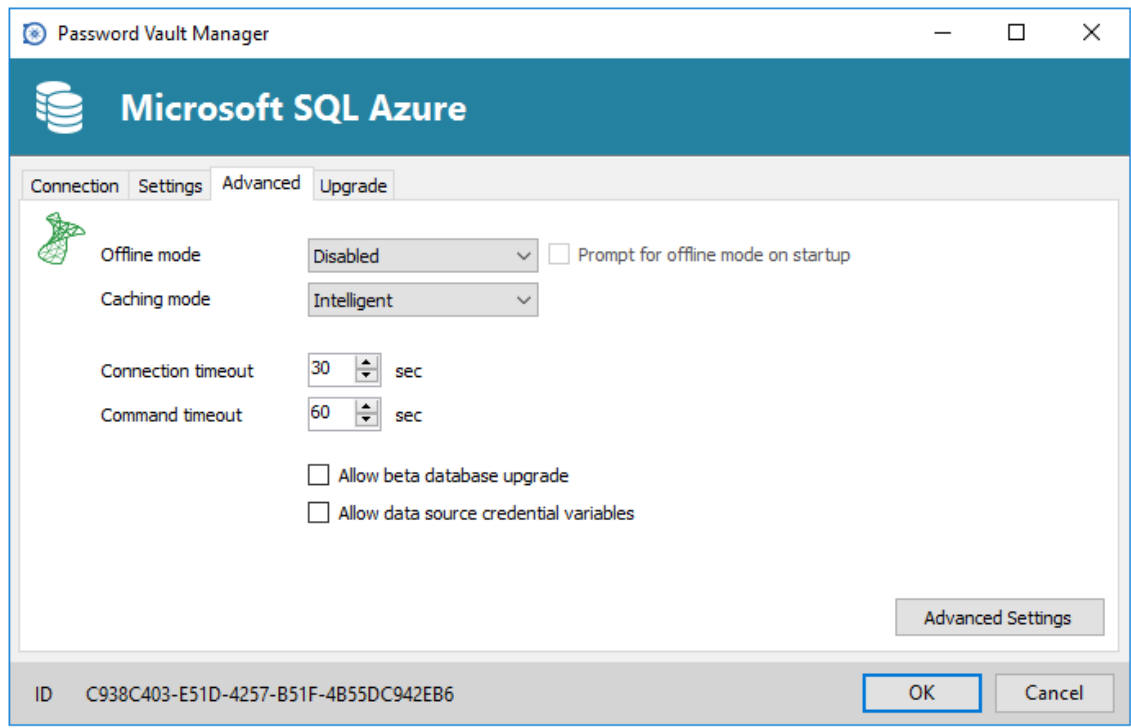 Password Vault Manager
Microsoft SQL Azure
Connection Settings Advanced Upgrade
Offline mode Disabled Prompt for offline mode on startup
Caching mode Intelligent
Connection timeout 30 sec
Command timeout 60 sec
Allow beta database upgrade
Allow data source credential variables
Advanced Settings
ID C938C403-E51D-4257-B51F-4B55DC942EB6 OK Cancel